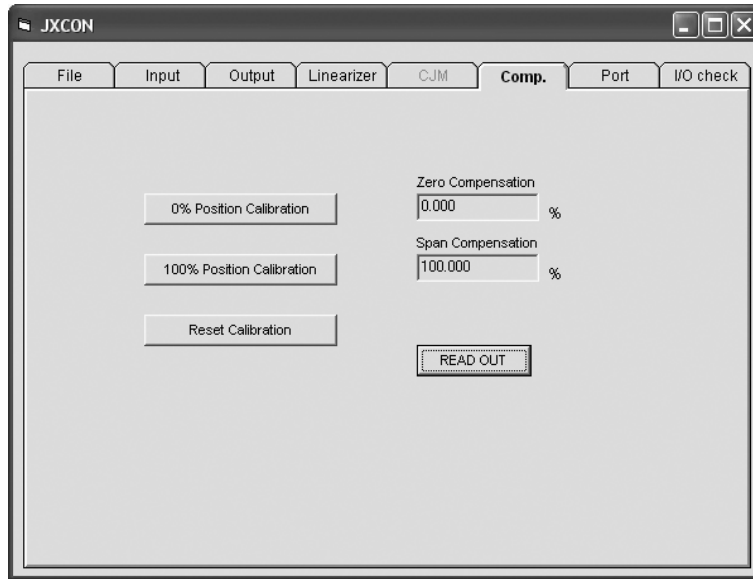 JXCON
File Input Output Linearizer CJM Comp. Port I/O check
Zero Compensation
0% Position Calibration 0.000 %
Span Compensation
100% Position Calibration 100.000 %
Reset Calibration
READ OUT